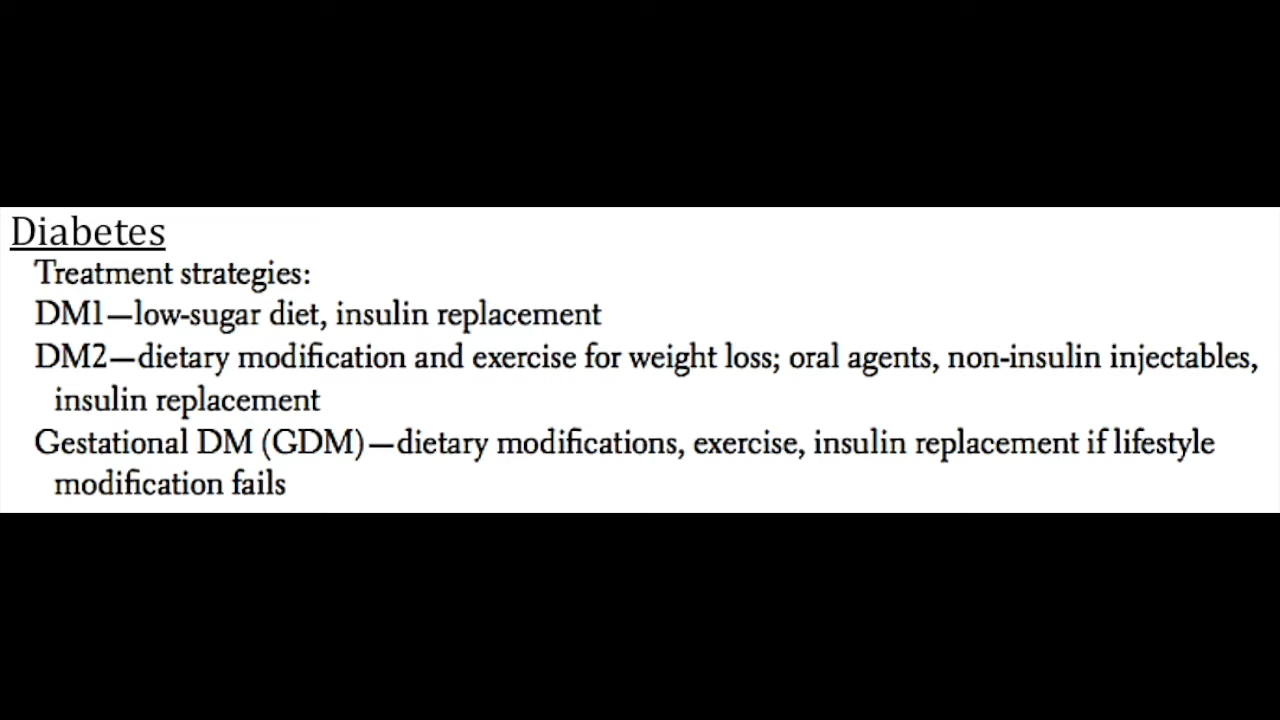 Diabetes
Treatment strategies:
DM1—low-sugar diet, insulin replacement
DM2—dietary modification and exercise for weight loss; oral agents, non-insulin injectables,
insulin replacement
Gestational DM (GDM)—dietary modifications, exercise, insulin replacement if lifestyle
modification fails